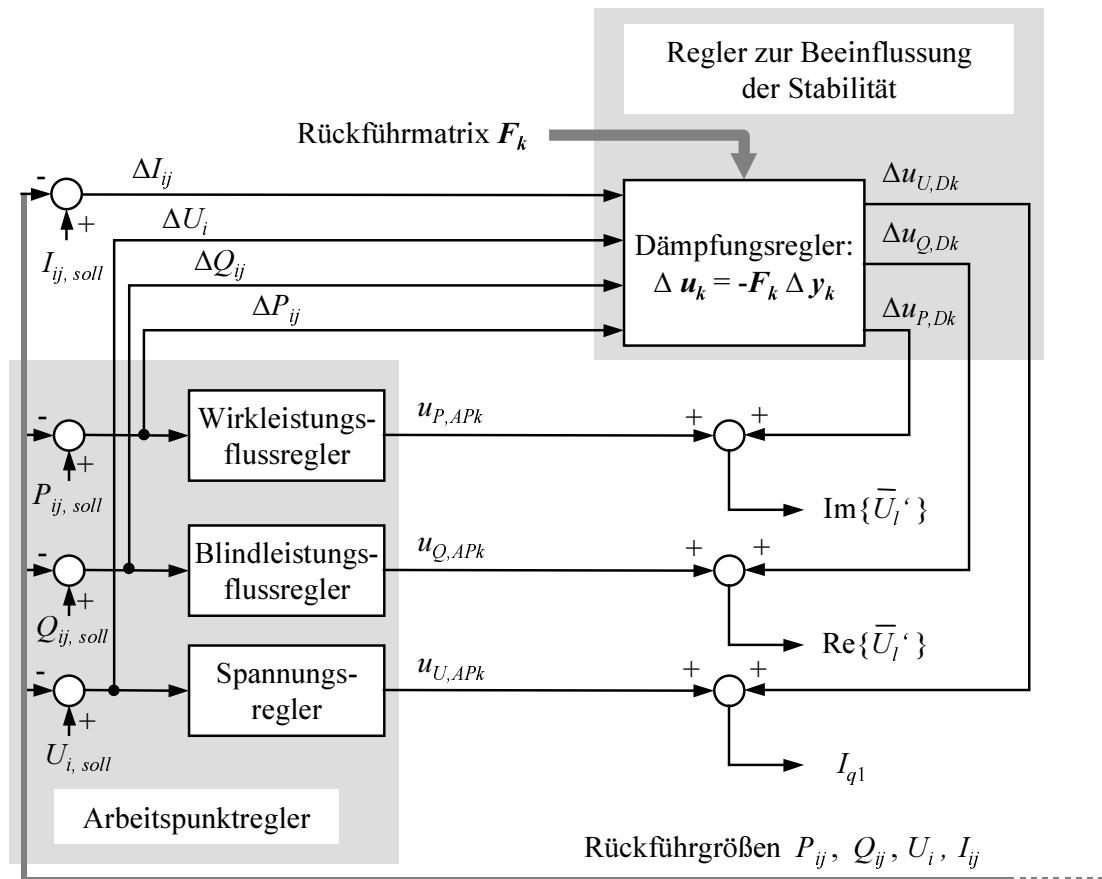 Regler zur Beeinflussung
der Stabilität
Rückführmatrix F_k
-
ΔI_ij
+
I_ij, soll
ΔU_i
ΔQ_ij
ΔP_ij
Dämpfungsregler:
Δ u_k = -F_k Δ y_k
Δu_U,Dk
Δu_Q,Dk
Δu_P,Dk
-
+
P_ij, soll
Wirkleistungs-
flussregler
u_P,APk
+ +
Im{U̅_l‘}
-
+
Q_ij, soll
Blindleistungs-
flussregler
u_Q,APk
+ +
Re{U̅_l‘}
-
+
U_i, soll
Spannungs-
regler
u_U,APk
+ +
I_q1
Arbeitspunktregler
Rückführgrößen P_ij, Q_ij, U_i, I_ij